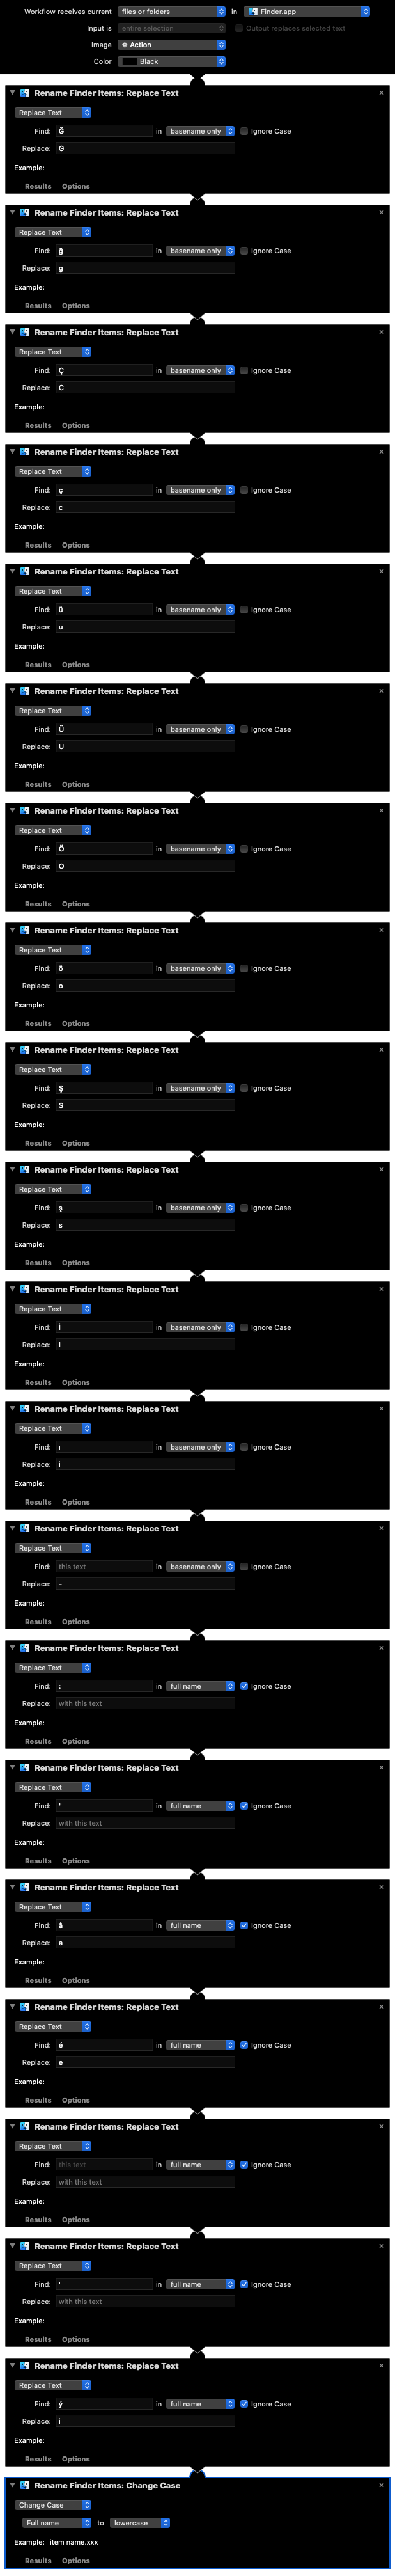 Workflow receives current files or folders in Finder.app
Input is entire selection Output replaces selected text
Image Action
Color Black
Rename Finder Items: Replace Text
Replace Text
Find: Ğ in basename only Ignore Case
Replace: G
Example:
Results Options
Rename Finder Items: Replace Text
Replace Text
Find: ğ in basename only Ignore Case
Replace: g
Example:
Results Options
Rename Finder Items: Replace Text
Replace Text
Find: Ç in basename only Ignore Case
Replace: C
Example:
Results Options
Rename Finder Items: Replace Text
Replace Text
Find: ç in basename only Ignore Case
Replace: c
Example:
Results Options
Rename Finder Items: Replace Text
Replace Text
Find: ü in basename only Ignore Case
Replace: u
Example:
Results Options
Rename Finder Items: Replace Text
Replace Text
Find: Ü in basename only Ignore Case
Replace: U
Example:
Results Options
Rename Finder Items: Replace Text
Replace Text
Find: Ö in basename only Ignore Case
Replace: O
Example:
Results Options
Rename Finder Items: Replace Text
Replace Text
Find: ö in basename only Ignore Case
Replace: o
Example:
Results Options
Rename Finder Items: Replace Text
Replace Text
Find: Ş in basename only Ignore Case
Replace: S
Example:
Results Options
Rename Finder Items: Replace Text
Replace Text
Find: ş in basename only Ignore Case
Replace: s
Example:
Results Options
Rename Finder Items: Replace Text
Replace Text
Find: İ in basename only Ignore Case
Replace: I
Example:
Results Options
Rename Finder Items: Replace Text
Replace Text
Find: ı in basename only Ignore Case
Replace: i
Example:
Results Options
Rename Finder Items: Replace Text
Replace Text
Find: this text in basename only Ignore Case
Replace: -
Example:
Results Options
Rename Finder Items: Replace Text
Replace Text
Find: : in full name Ignore Case
Replace: with this text
Example:
Results Options
Rename Finder Items: Replace Text
Replace Text
Find: " in full name Ignore Case
Replace: with this text
Example:
Results Options
Rename Finder Items: Replace Text
Replace Text
Find: â in full name Ignore Case
Replace: a
Example:
Results Options
Rename Finder Items: Replace Text
Replace Text
Find: é in full name Ignore Case
Replace: e
Example:
Results Options
Rename Finder Items: Replace Text
Replace Text
Find: this text in full name Ignore Case
Replace: with this text
Example:
Results Options
Rename Finder Items: Replace Text
Replace Text
Find: ' in full name Ignore Case
Replace: with this text
Example:
Results Options
Rename Finder Items: Replace Text
Replace Text
Find: ý in full name Ignore Case
Replace: i
Example:
Results Options
Rename Finder Items: Change Case
Change Case
Full name to lowercase
Example: item name.xxx
Results Options